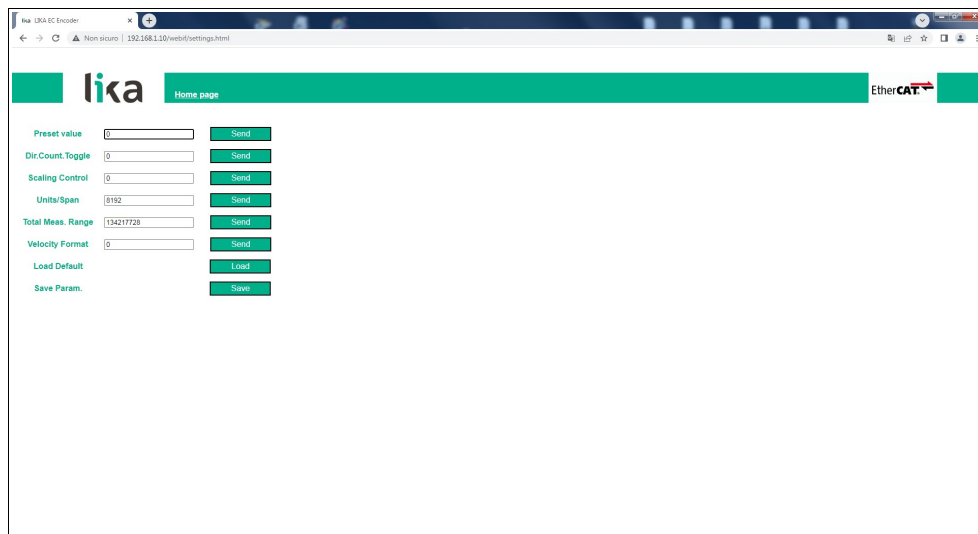 lika LIKA EC Encoder
Non sicuro | 192.168.1.10/webif/settings.html
lika
Home page
EtherCAT.
Preset value 0 Send
Dir.Count.Toggle 0 Send
Scaling Control 0 Send
Units/Span 8192 Send
Total Meas. Range 134217728 Send
Velocity Format 0 Send
Load Default Load
Save Param. Save